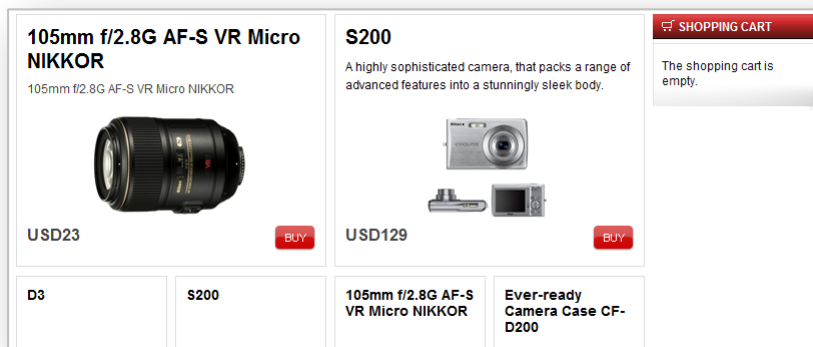 105mm f/2.8G AF-S VR Micro
NIKKOR
105mm f/2.8G AF-S VR Micro NIKKOR
USD23
BUY
S200
A highly sophisticated camera, that packs a range of
advanced features into a stunningly sleek body.
Nikon
COOLPIX
USD129
BUY
SHOPPING CART
The shopping cart is
empty.
D3
S200
105mm f/2.8G AF-S
VR Micro NIKKOR
Ever-ready
Camera Case CF-
D200